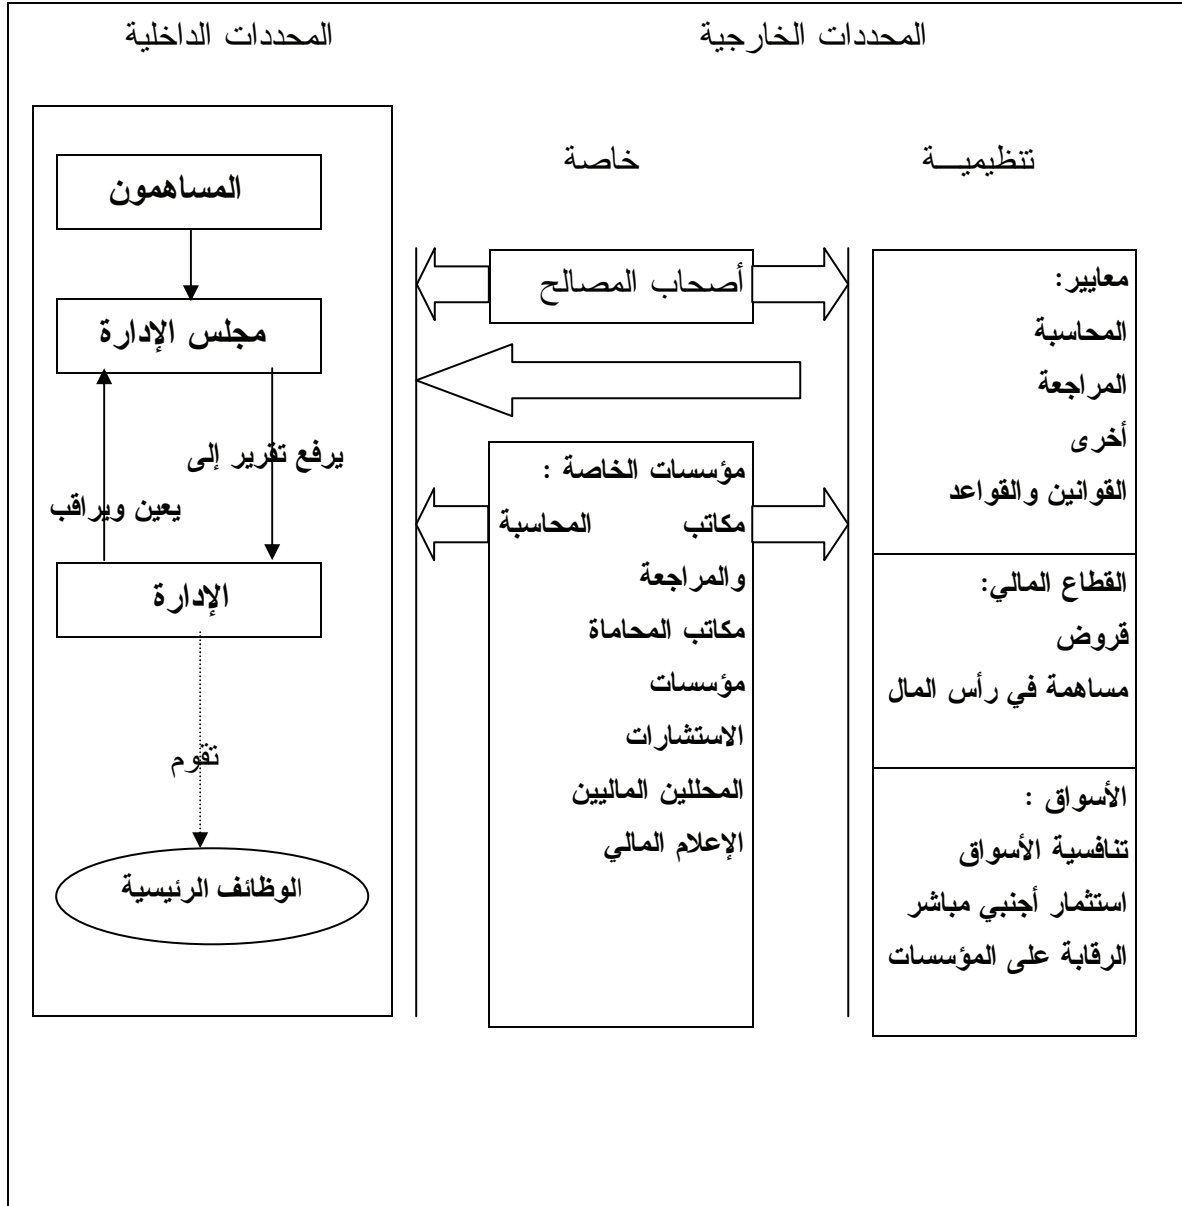 المحددات الخارجية
المحددات الداخلية
تنظيميـــة
خاصة
معايير:
المحاسبة
المراجعة
أخرى
القوانين والقواعد
القطاع المالي:
قروض
مساهمة في رأس المال
الأسواق :
تنافسية الأسواق
استثمار أجنبي مباشر
الرقابة على المؤسسات
أصحاب المصالح
مؤسسات الخاصة :
مكاتب المحاسبة
والمراجعة
مكاتب المحاماة
مؤسسات
الاستشارات
المحللين الماليين
الإعلام المالي
المساهمون
مجلس الإدارة
يرفع تقرير إلى
يعين ويراقب
الإدارة
تقوم
الوظائف الرئيسية